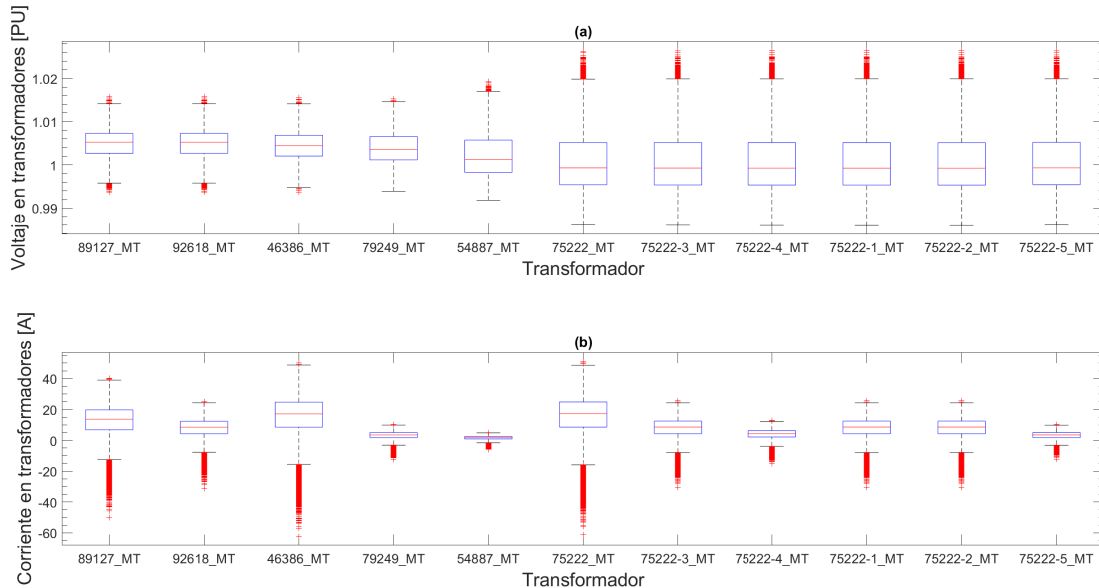 (a)
Voltaje en transformadores [PU]
1.02
1.01
1
0.99
89127_MT 92618_MT 46386_MT 79249_MT 54887_MT 75222_MT 75222-3_MT 75222-4_MT 75222-1_MT 75222-2_MT 75222-5_MT
Transformador
(b)
Corriente en transformadores [A]
40
20
0
-20
-40
-60
89127_MT 92618_MT 46386_MT 79249_MT 54887_MT 75222_MT 75222-3_MT 75222-4_MT 75222-1_MT 75222-2_MT 75222-5_MT
Transformador